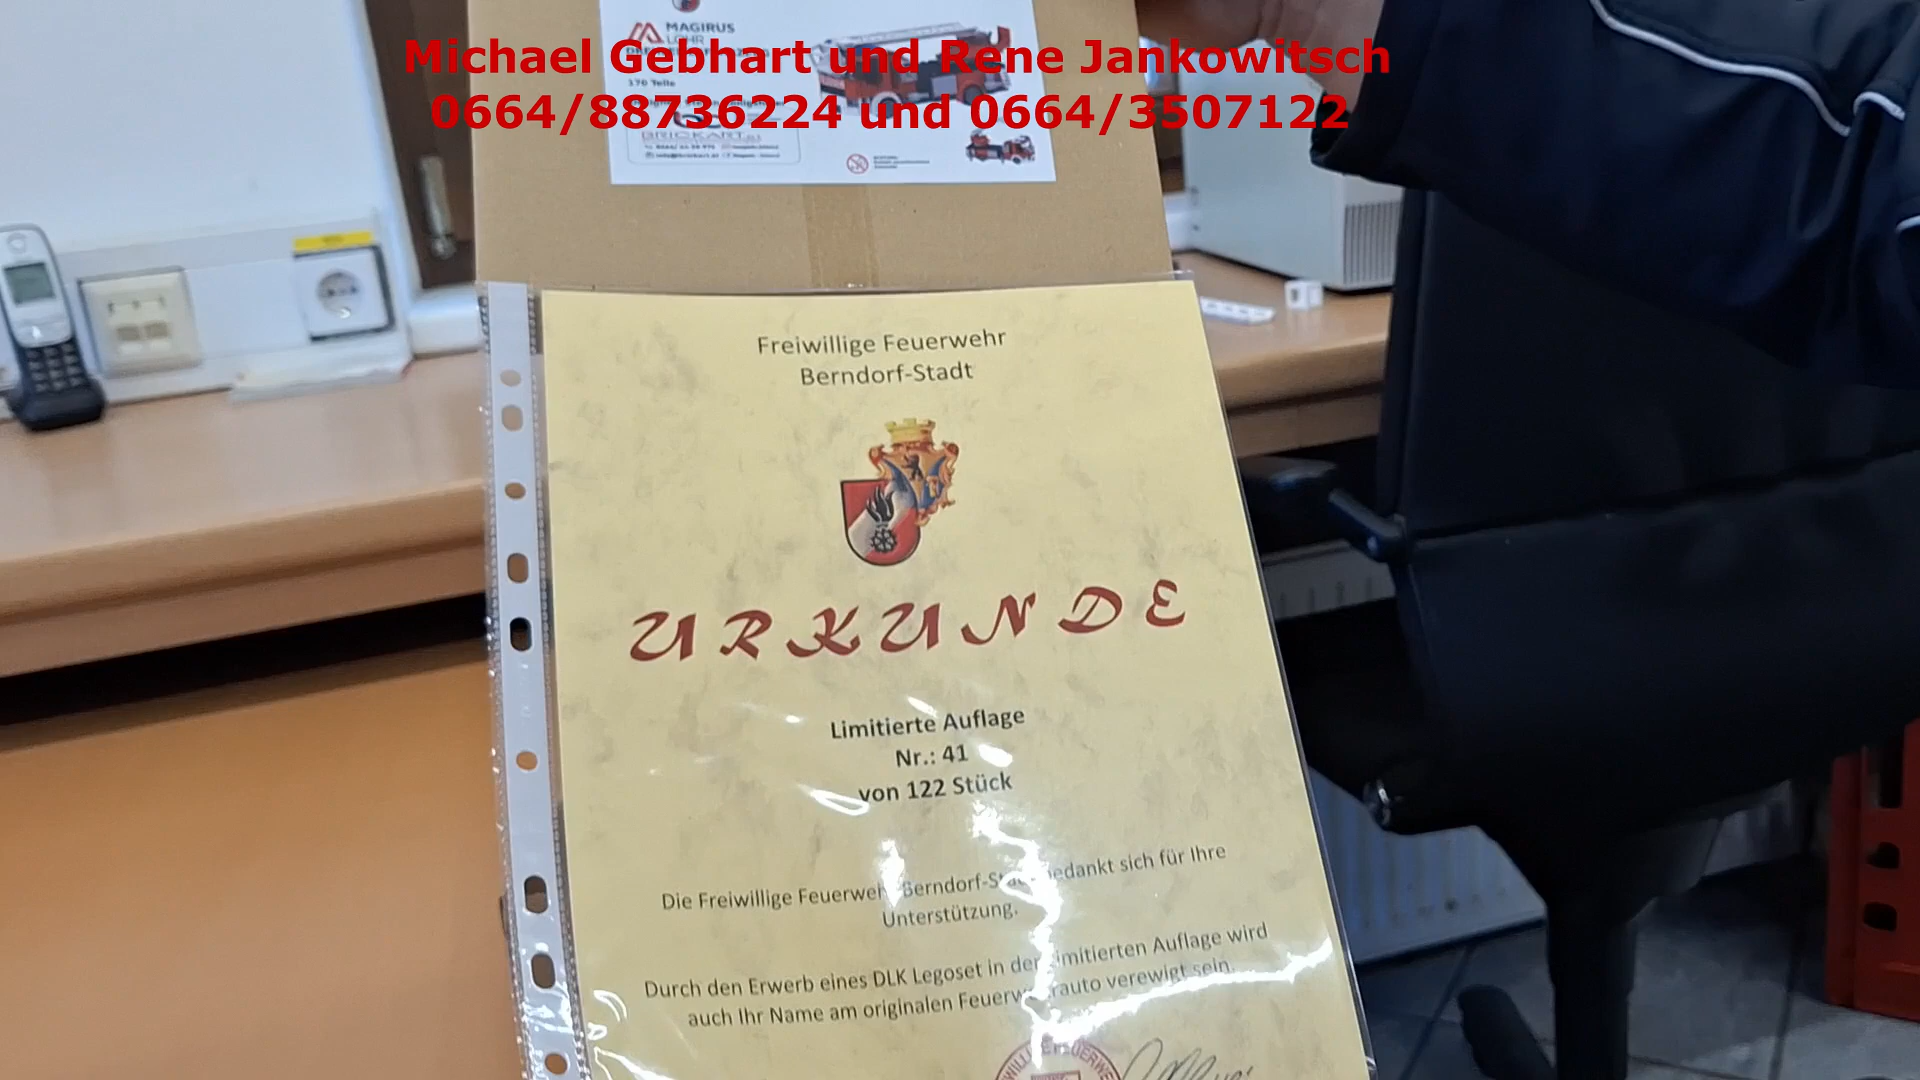 MAGIRUS
LOHR
Michael Gebhart und Rene Jankowitsch
176 Teile
0664/88736224 und 0664/3507122
BRICKART
Freiwillige Feuerwehr
Berndorf-Stadt
URKUNDE
Limitierte Auflage
Nr.: 41
von 122 Stück
Die Freiwillige Feuerwehr Berndorf-Stadt bedankt sich für Ihre
Unterstützung.
Durch den Erwerb eines DLK Legoset in der limitierten Auflage wird
auch Ihr Name am originalen Feuerwehrauto verewigt sein.